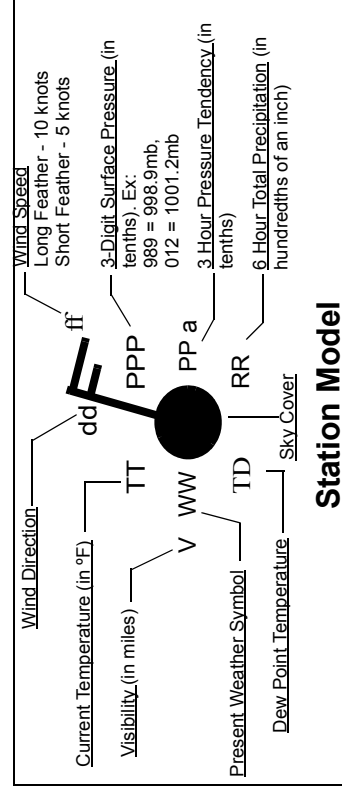 Wind Direction
Current Temperature (in ºF)
Visibility (in miles)
Present Weather Symbol
Dew Point Temperature
dd
ff
TT
PPP
V
WW
PP a
TD
RR
Wind Speed
Long Feather - 10 knots
Short Feather - 5 knots
3-Digit Surface Pressure (in
tenths). Ex:
989 = 998.9mb,
012 = 1001.2mb
3 Hour Pressure Tendency (in
tenths)
6 Hour Total Precipitation (in
hundredths of an inch)
Sky Cover
Station Model